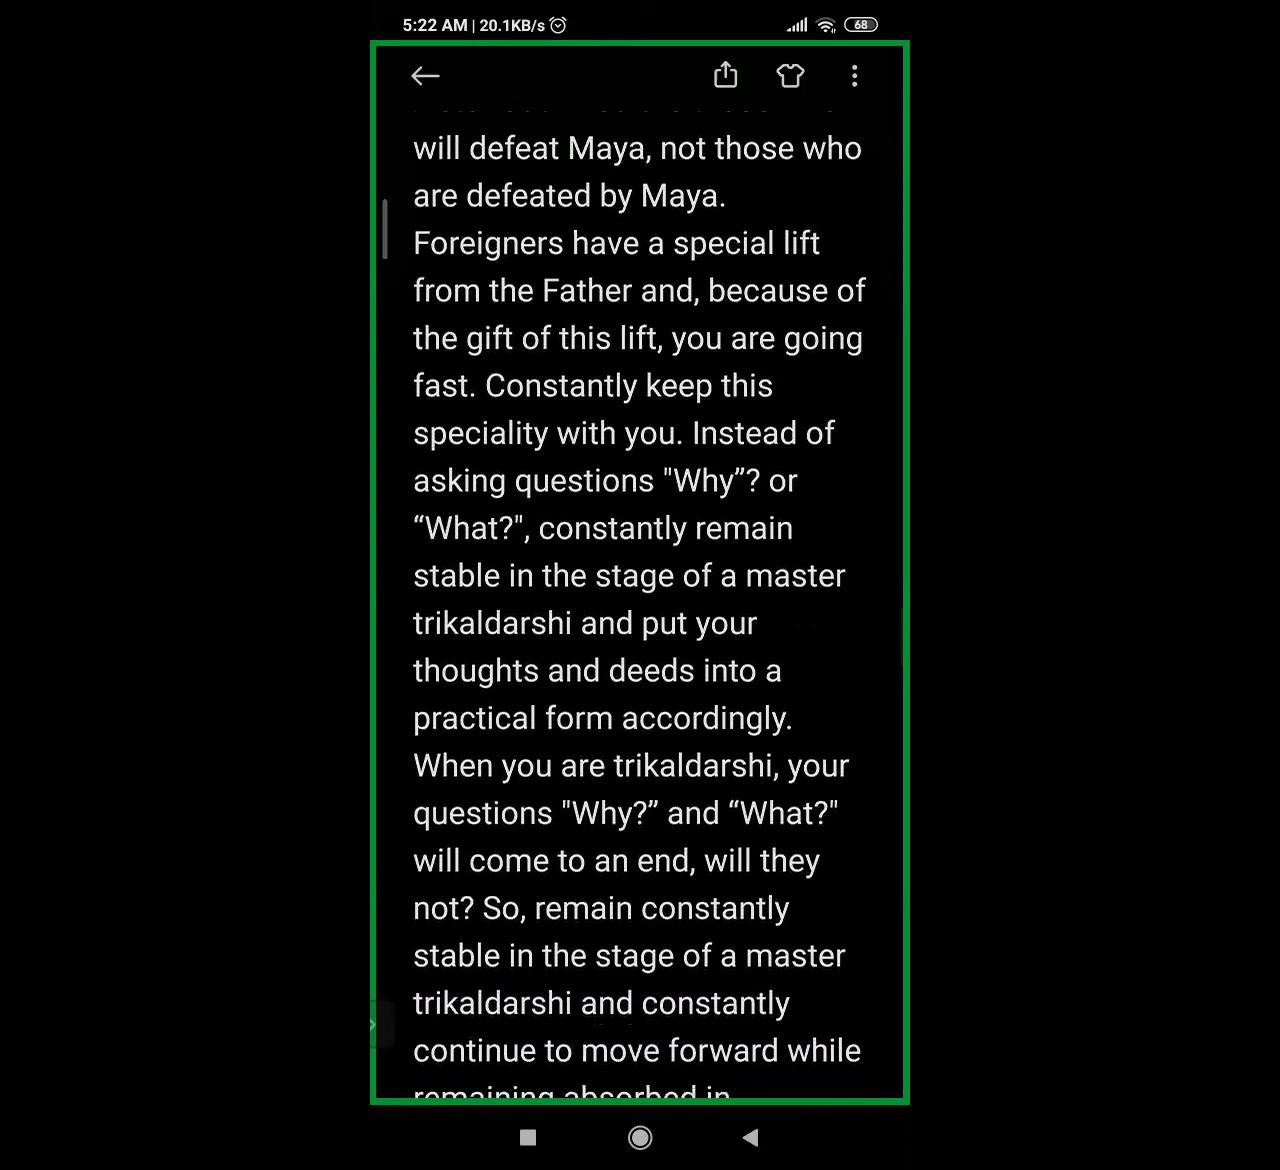 5:22 AM | 20.1KB/s
68
will defeat Maya, not those who
are defeated by Maya.
Foreigners have a special lift
from the Father and, because of
the gift of this lift, you are going
fast. Constantly keep this
speciality with you. Instead of
asking questions "Why”? or
“What?", constantly remain
stable in the stage of a master
trikaldarshi and put your
thoughts and deeds into a
practical form accordingly.
When you are trikaldarshi, your
questions "Why?” and “What?"
will come to an end, will they
not? So, remain constantly
stable in the stage of a master
trikaldarshi and constantly
continue to move forward while
remaining absorbed in